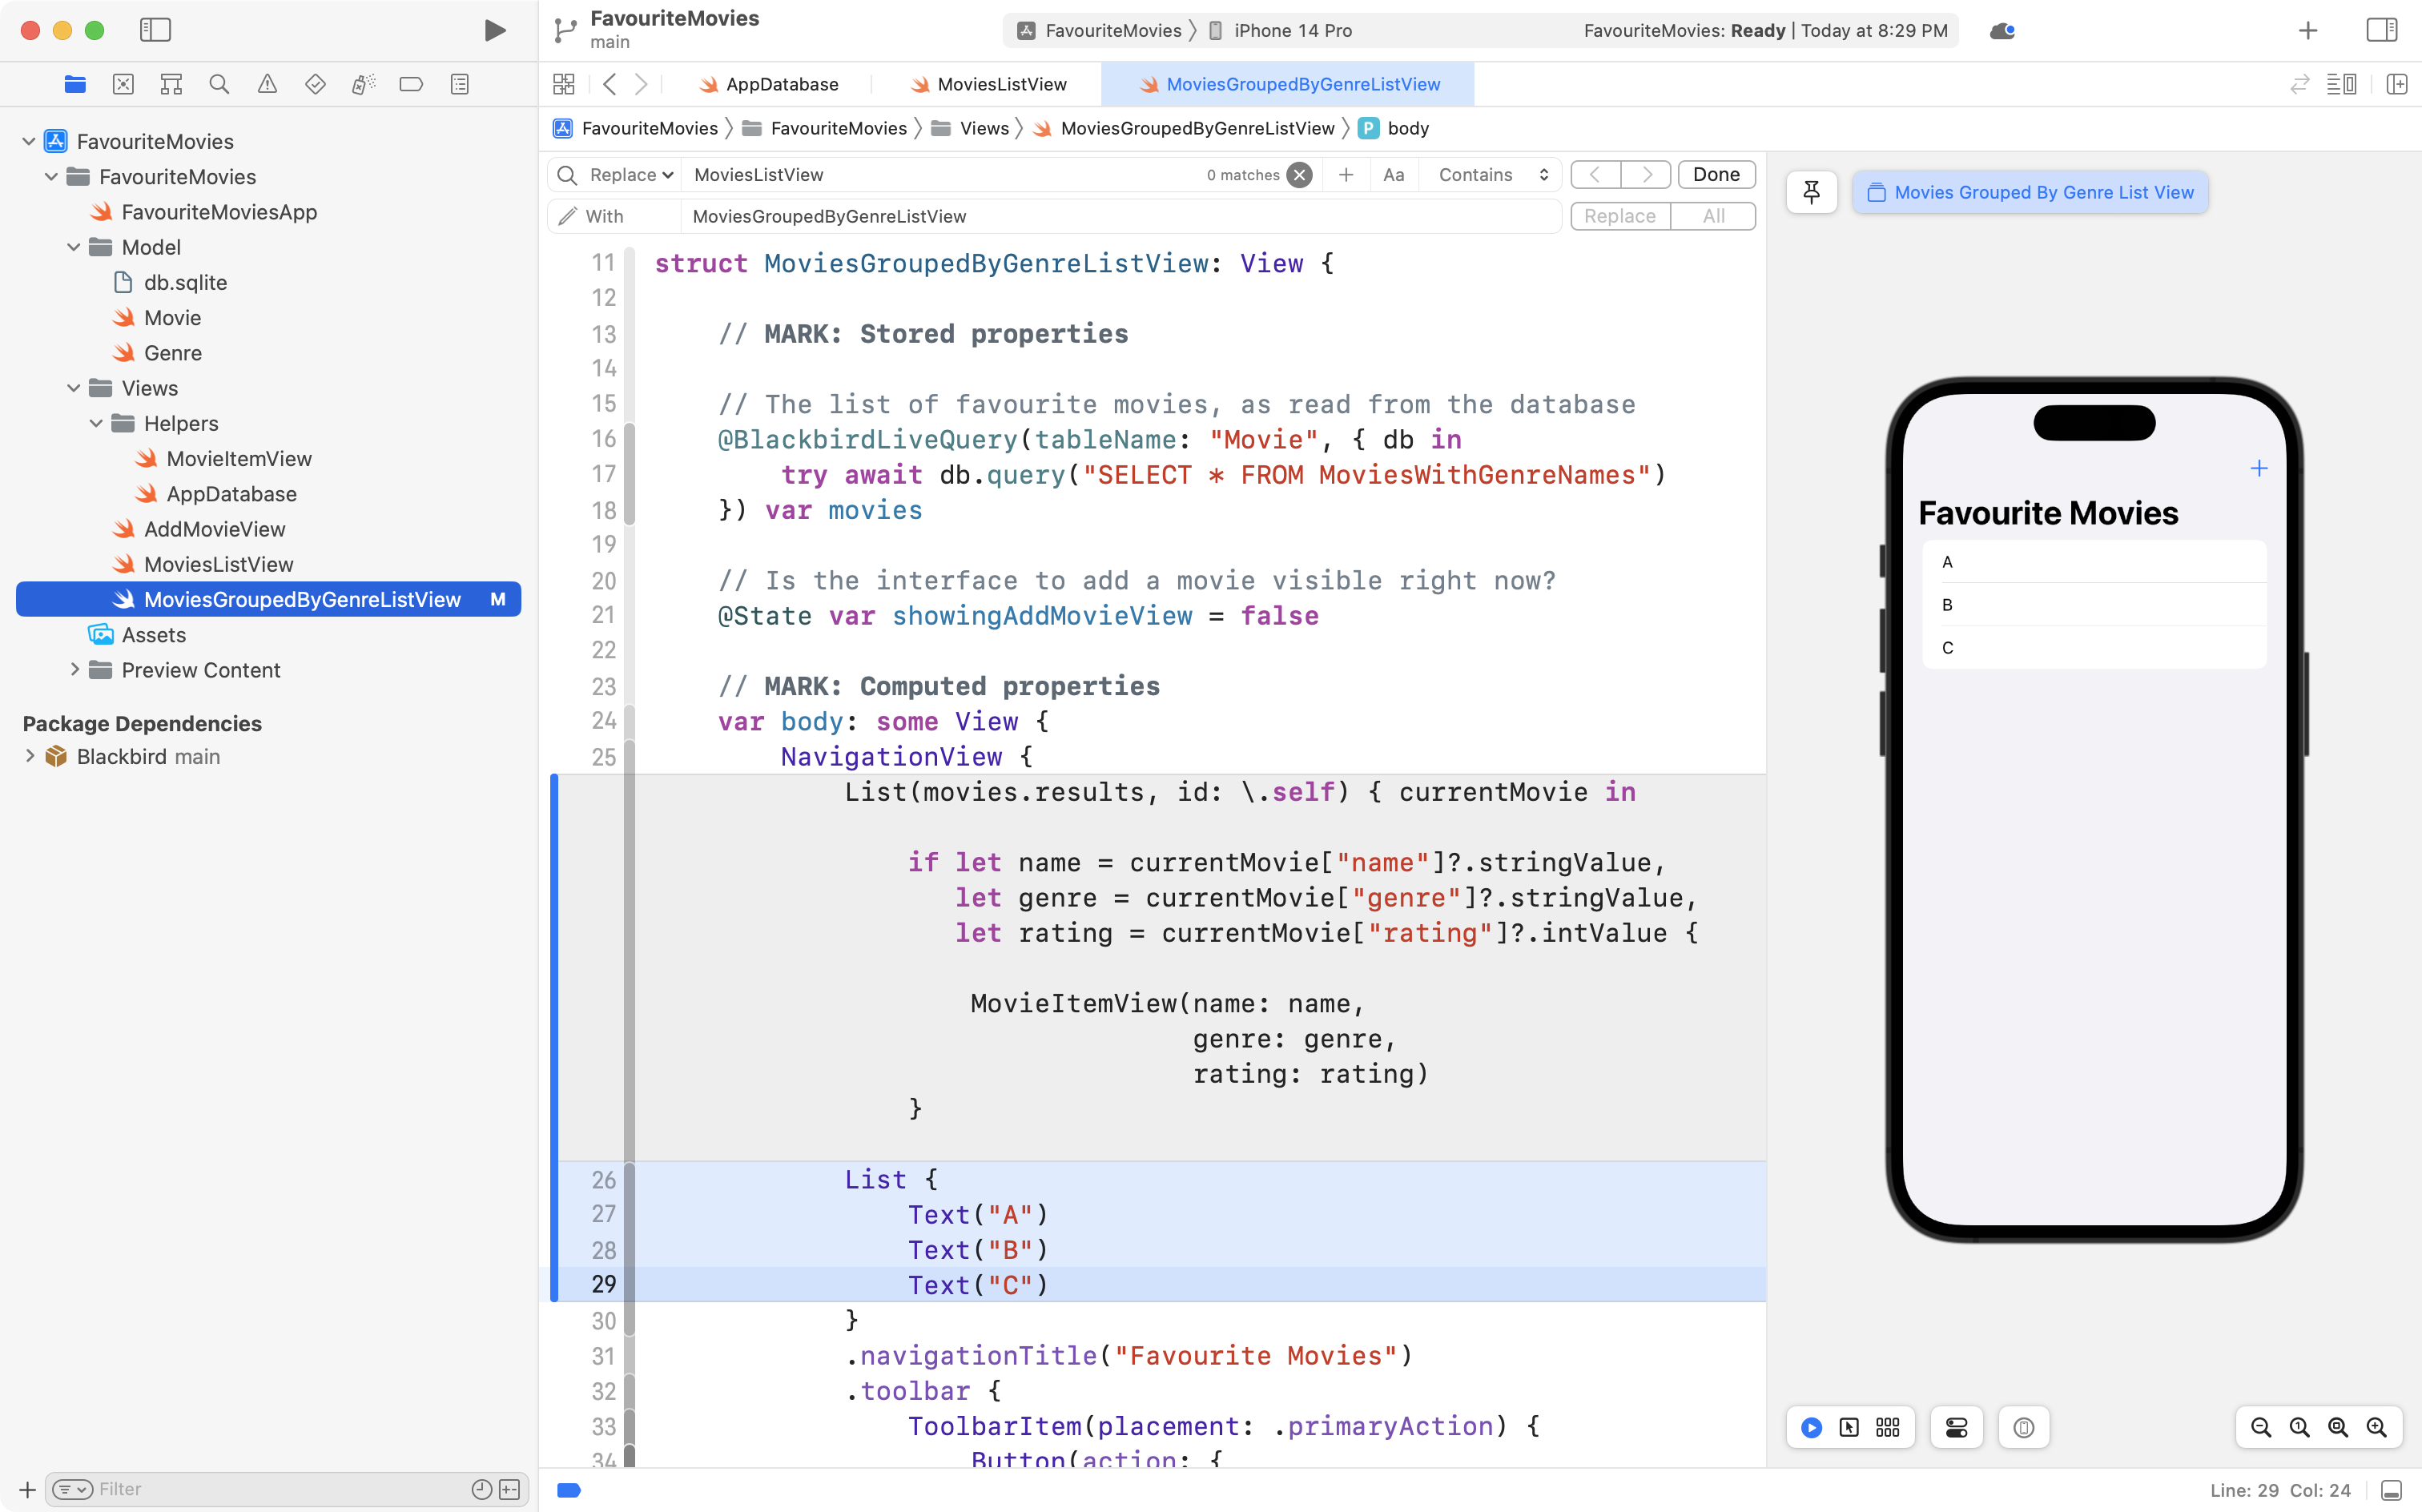 FavouriteMovies
main
FavouriteMovies
iPhone 14 Pro
FavouriteMovies: Ready | Today at 8:29 PM
AppDatabase
MoviesListView
MoviesGroupedByGenreListView
FavouriteMovies
FavouriteMovies
Views
MoviesGroupedByGenreListView
P
body
FavouriteMovies
FavouriteMovies
FavouriteMoviesApp
Model
db.sqlite
Movie
Genre
Views
Helpers
MovieItemView
AppDatabase
AddMovieView
MoviesListView
MoviesGroupedByGenreListView M
Assets
Preview Content
Package Dependencies
Blackbird main
Filter
Replace
MoviesListView
0 matches
Aa
Contains
Done
With
MoviesGroupedByGenreListView
Replace
All
11 struct MoviesGroupedByGenreListView: View {
12
13 // MARK: Stored properties
14
15 // The list of favourite movies, as read from the database
16 @BlackbirdLiveQuery(tableName: "Movie", { db in
17 try await db.query("SELECT * FROM MoviesWithGenreNames")
18 }) var movies
19
20 // Is the interface to add a movie visible right now?
21 @State var showingAddMovieView = false
22
23 // MARK: Computed properties
24 var body: some View {
25 NavigationView {
List(movies.results, id: \.self) { currentMovie in
if let name = currentMovie["name"]?.stringValue,
let genre = currentMovie["genre"]?.stringValue,
let rating = currentMovie["rating"]?.intValue {
MovieItemView(name: name,
genre: genre,
rating: rating)
}
26 List {
27 Text("A")
28 Text("B")
29 Text("C")
30 }
31 .navigationTitle("Favourite Movies")
32 .toolbar {
33 ToolbarItem(placement: .primaryAction) {
34 Button(action: {
Movies Grouped By Genre List View
+
Favourite Movies
A
B
C
Line: 29 Col: 24